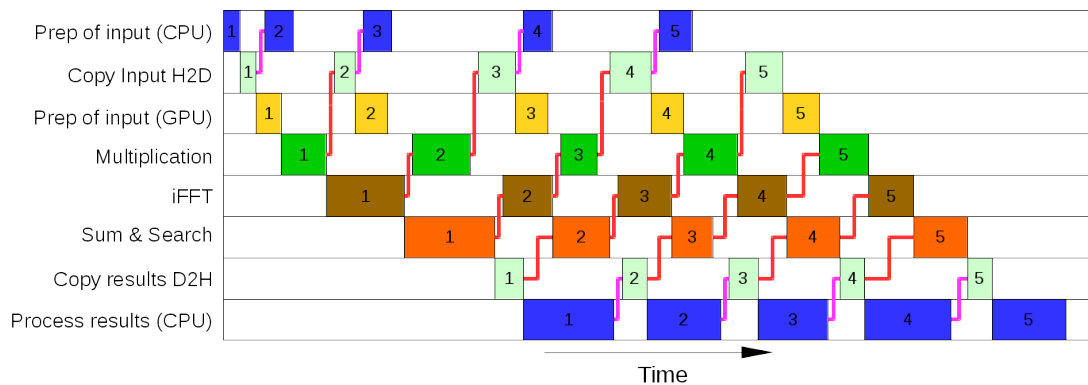 Prep of input (CPU) 1 2 3 4 5
Copy Input H2D 1 2 3 4 5
Prep of input (GPU) 1 2 3 4 5
Multiplication 1 2 3 4 5
iFFT 1 2 3 4 5
Sum & Search 1 2 3 4 5
Copy results D2H 1 2 3 4 5
Process results (CPU) 1 2 3 4 5
Time